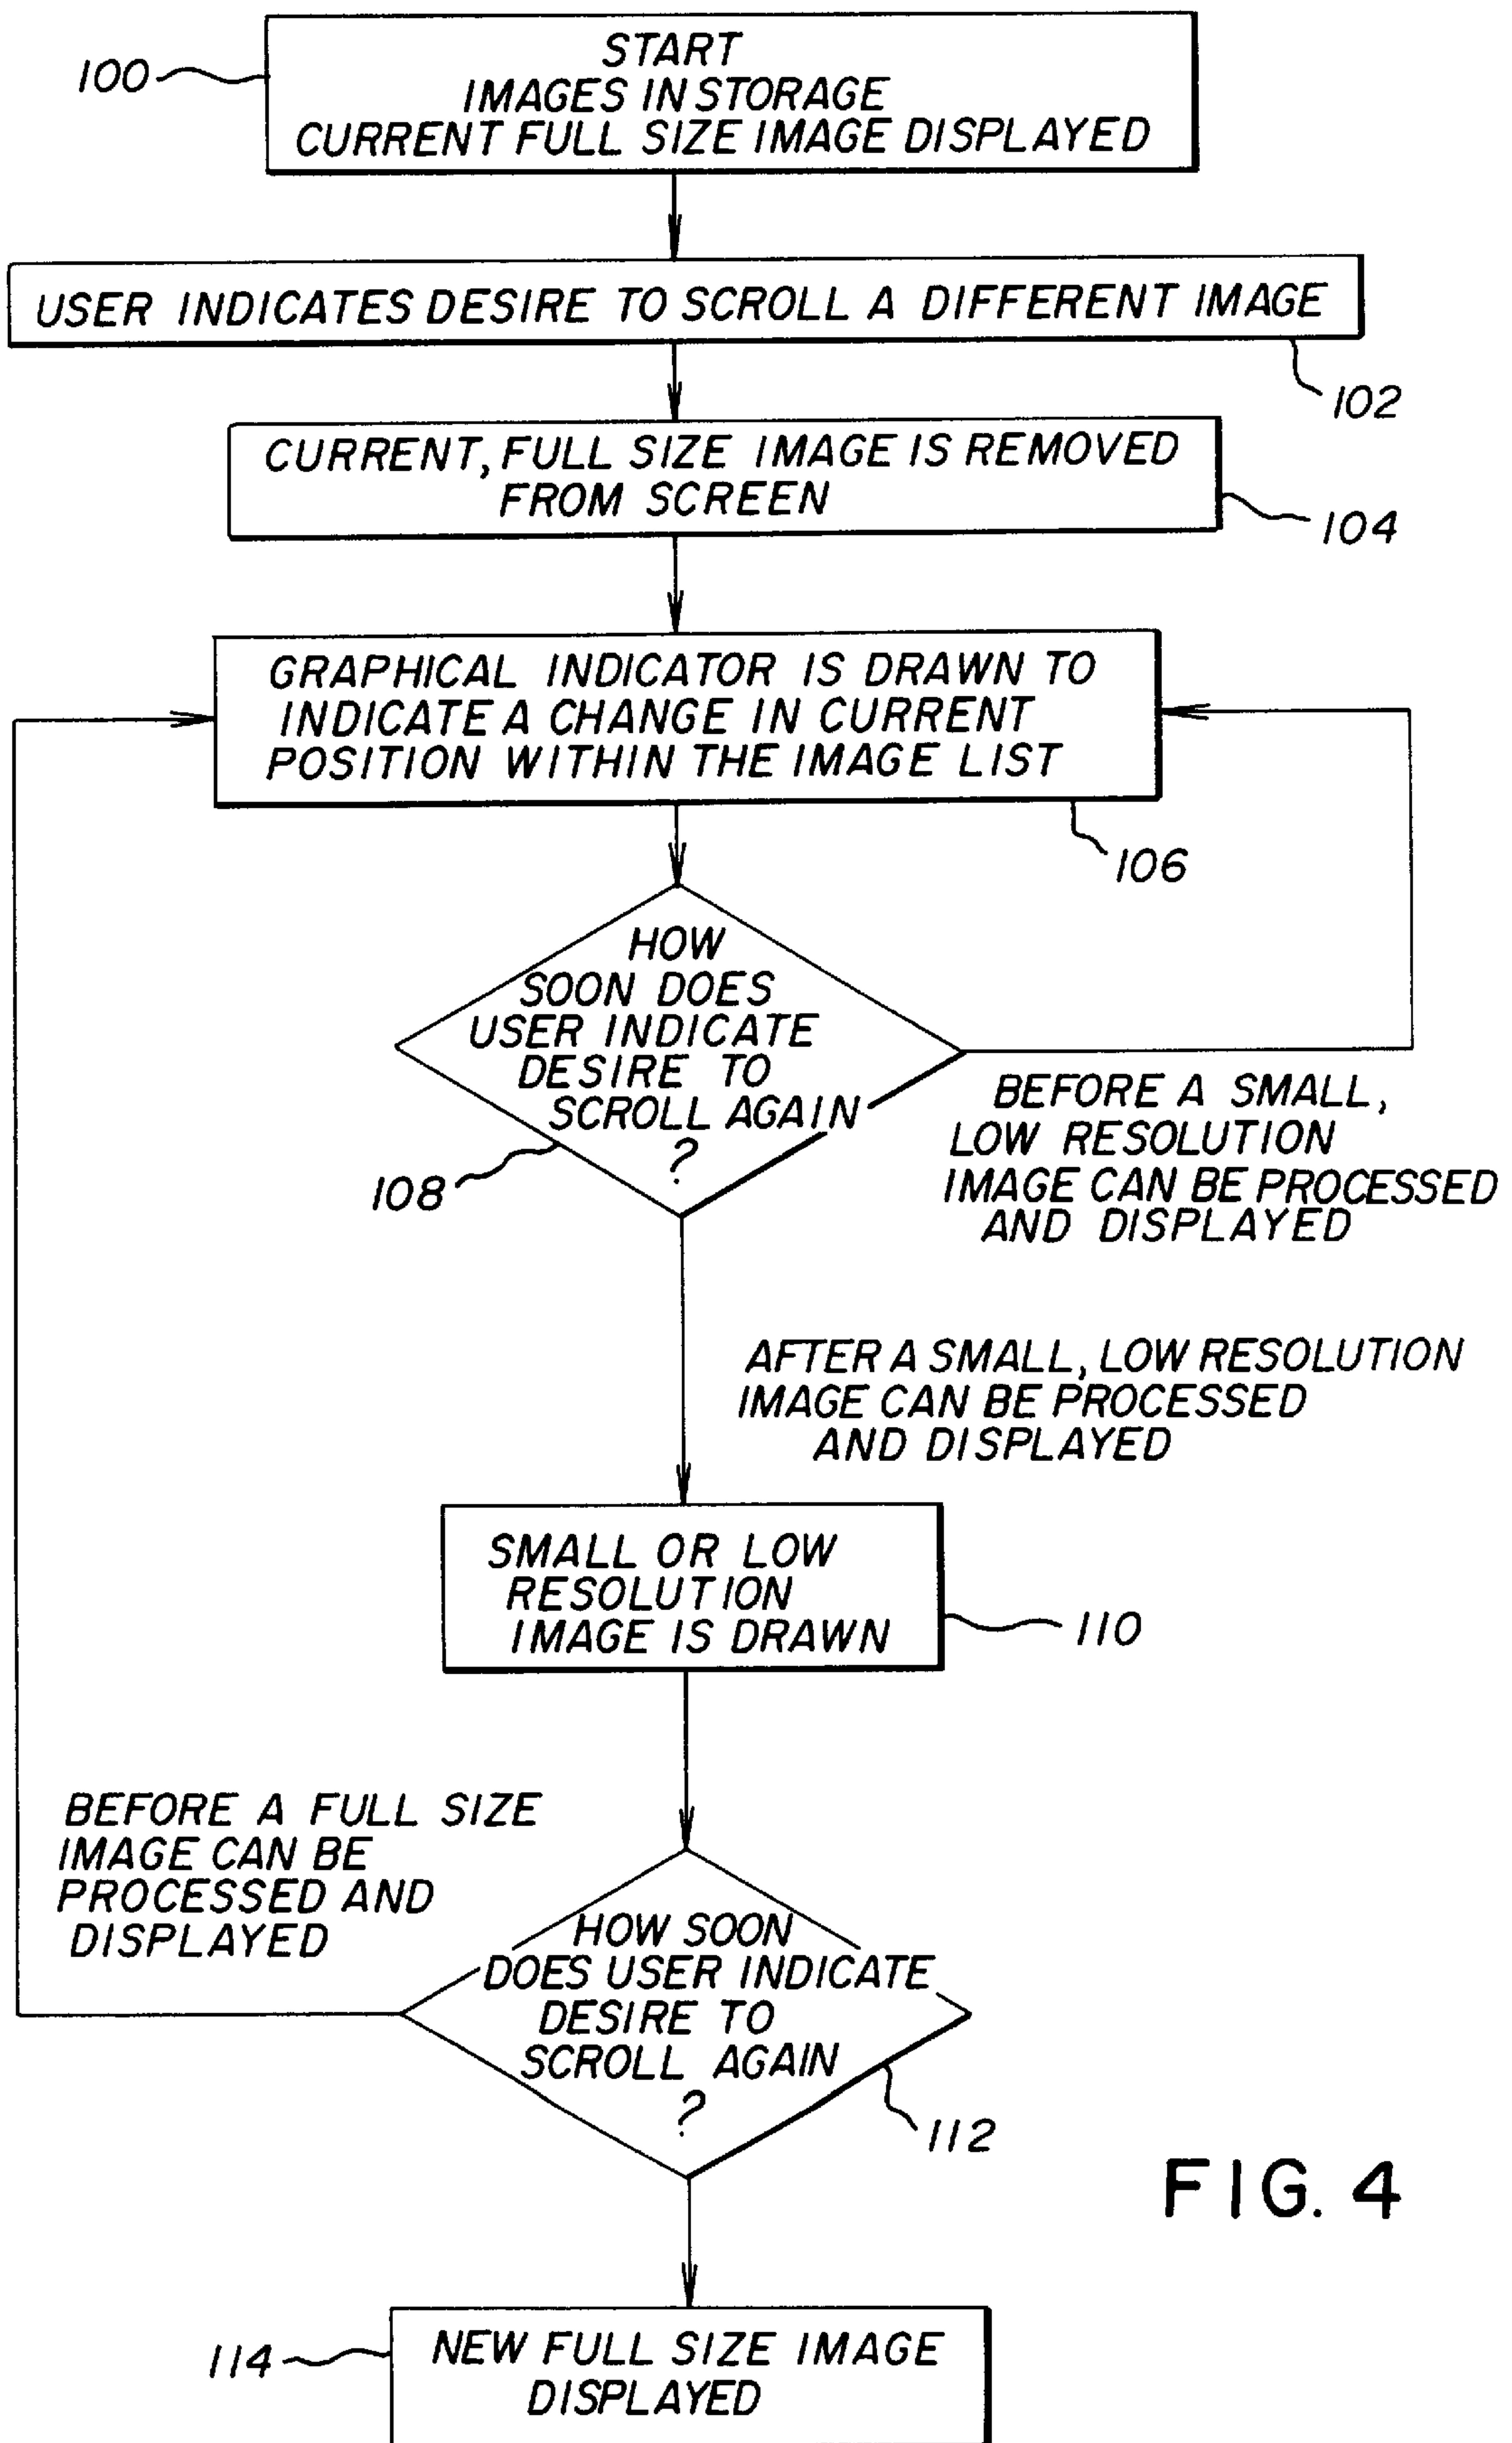 100
START
IMAGES IN STORAGE
CURRENT FULL SIZE IMAGE DISPLAYED
USER INDICATES DESIRE TO SCROLL A DIFFERENT IMAGE
102
CURRENT, FULL SIZE IMAGE IS REMOVED
FROM SCREEN
104
GRAPHICAL INDICATOR IS DRAWN TO
INDICATE A CHANGE IN CURRENT
POSITION WITHIN THE IMAGE LIST
106
HOW
SOON DOES
USER INDICATE
DESIRE TO
SCROLL AGAIN
?
108
BEFORE A SMALL,
LOW RESOLUTION
IMAGE CAN BE PROCESSED
AND DISPLAYED
AFTER A SMALL, LOW RESOLUTION
IMAGE CAN BE PROCESSED
AND DISPLAYED
SMALL OR LOW
RESOLUTION
IMAGE IS DRAWN
110
BEFORE A FULL SIZE
IMAGE CAN BE
PROCESSED AND
DISPLAYED
HOW SOON
DOES USER INDICATE
DESIRE TO
SCROLL AGAIN
?
112
FIG. 4
114
NEW FULL SIZE IMAGE
DISPLAYED